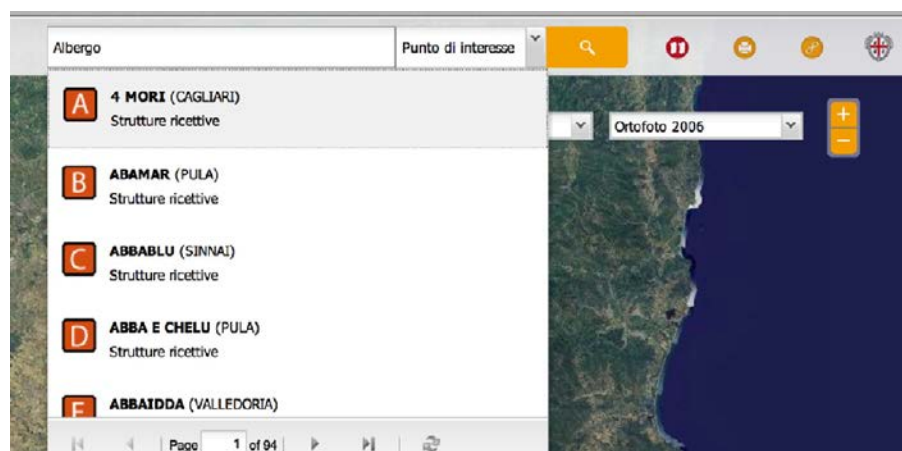 Albergo
Punto di interesse
A
4 MORI (CAGLIARI)
Strutture ricettive
Ortofoto 2006
B
ABAMAR (PULA)
Strutture ricettive
C
ABBABLU (SINNAI)
Strutture ricettive
D
ABBA E CHELU (PULA)
Strutture ricettive
E
ABBAIDDA (VALLEDORIA)
Page 1 of 94